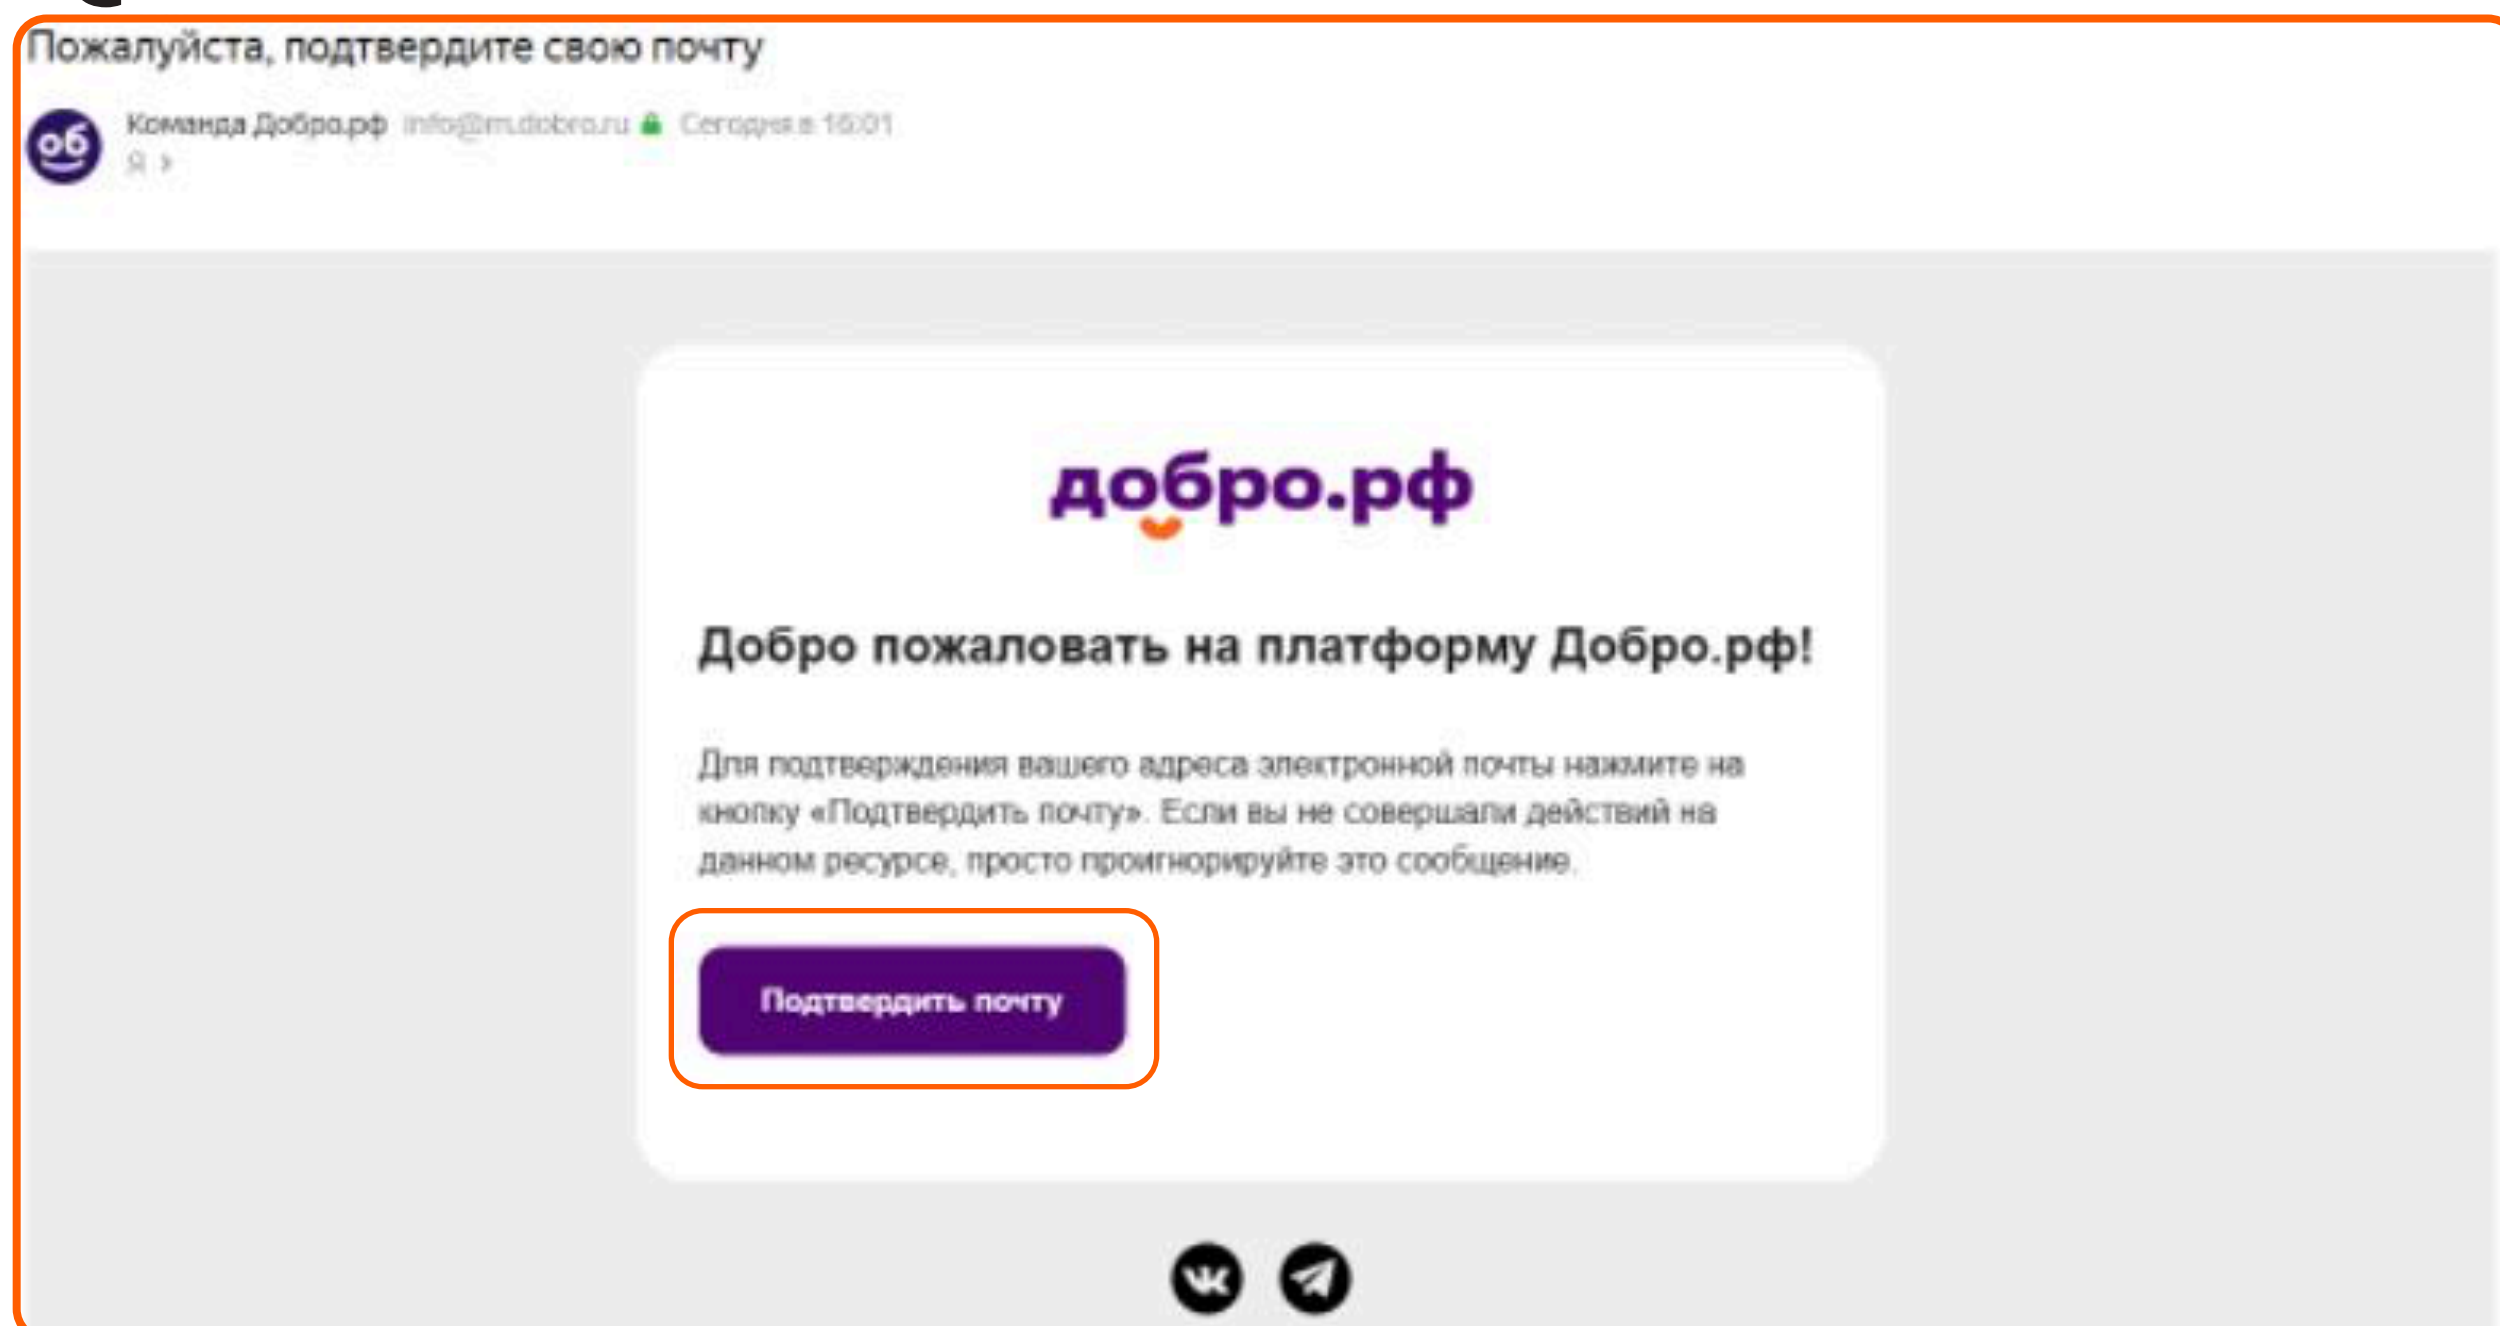 Пожалуйста, подтвердите свою почту
об
Команда Добро.рф info@m.dobro.ru Сегодня в 16:01
Я
добро.рф
Добро пожаловать на платформу Добро.рф!
Для подтверждения вашего адреса электронной почты нажмите на
кнопку «Подтвердить почту». Если вы не совершали действий на
данном ресурсе, просто проигнорируйте это сообщение.
Подтвердить почту